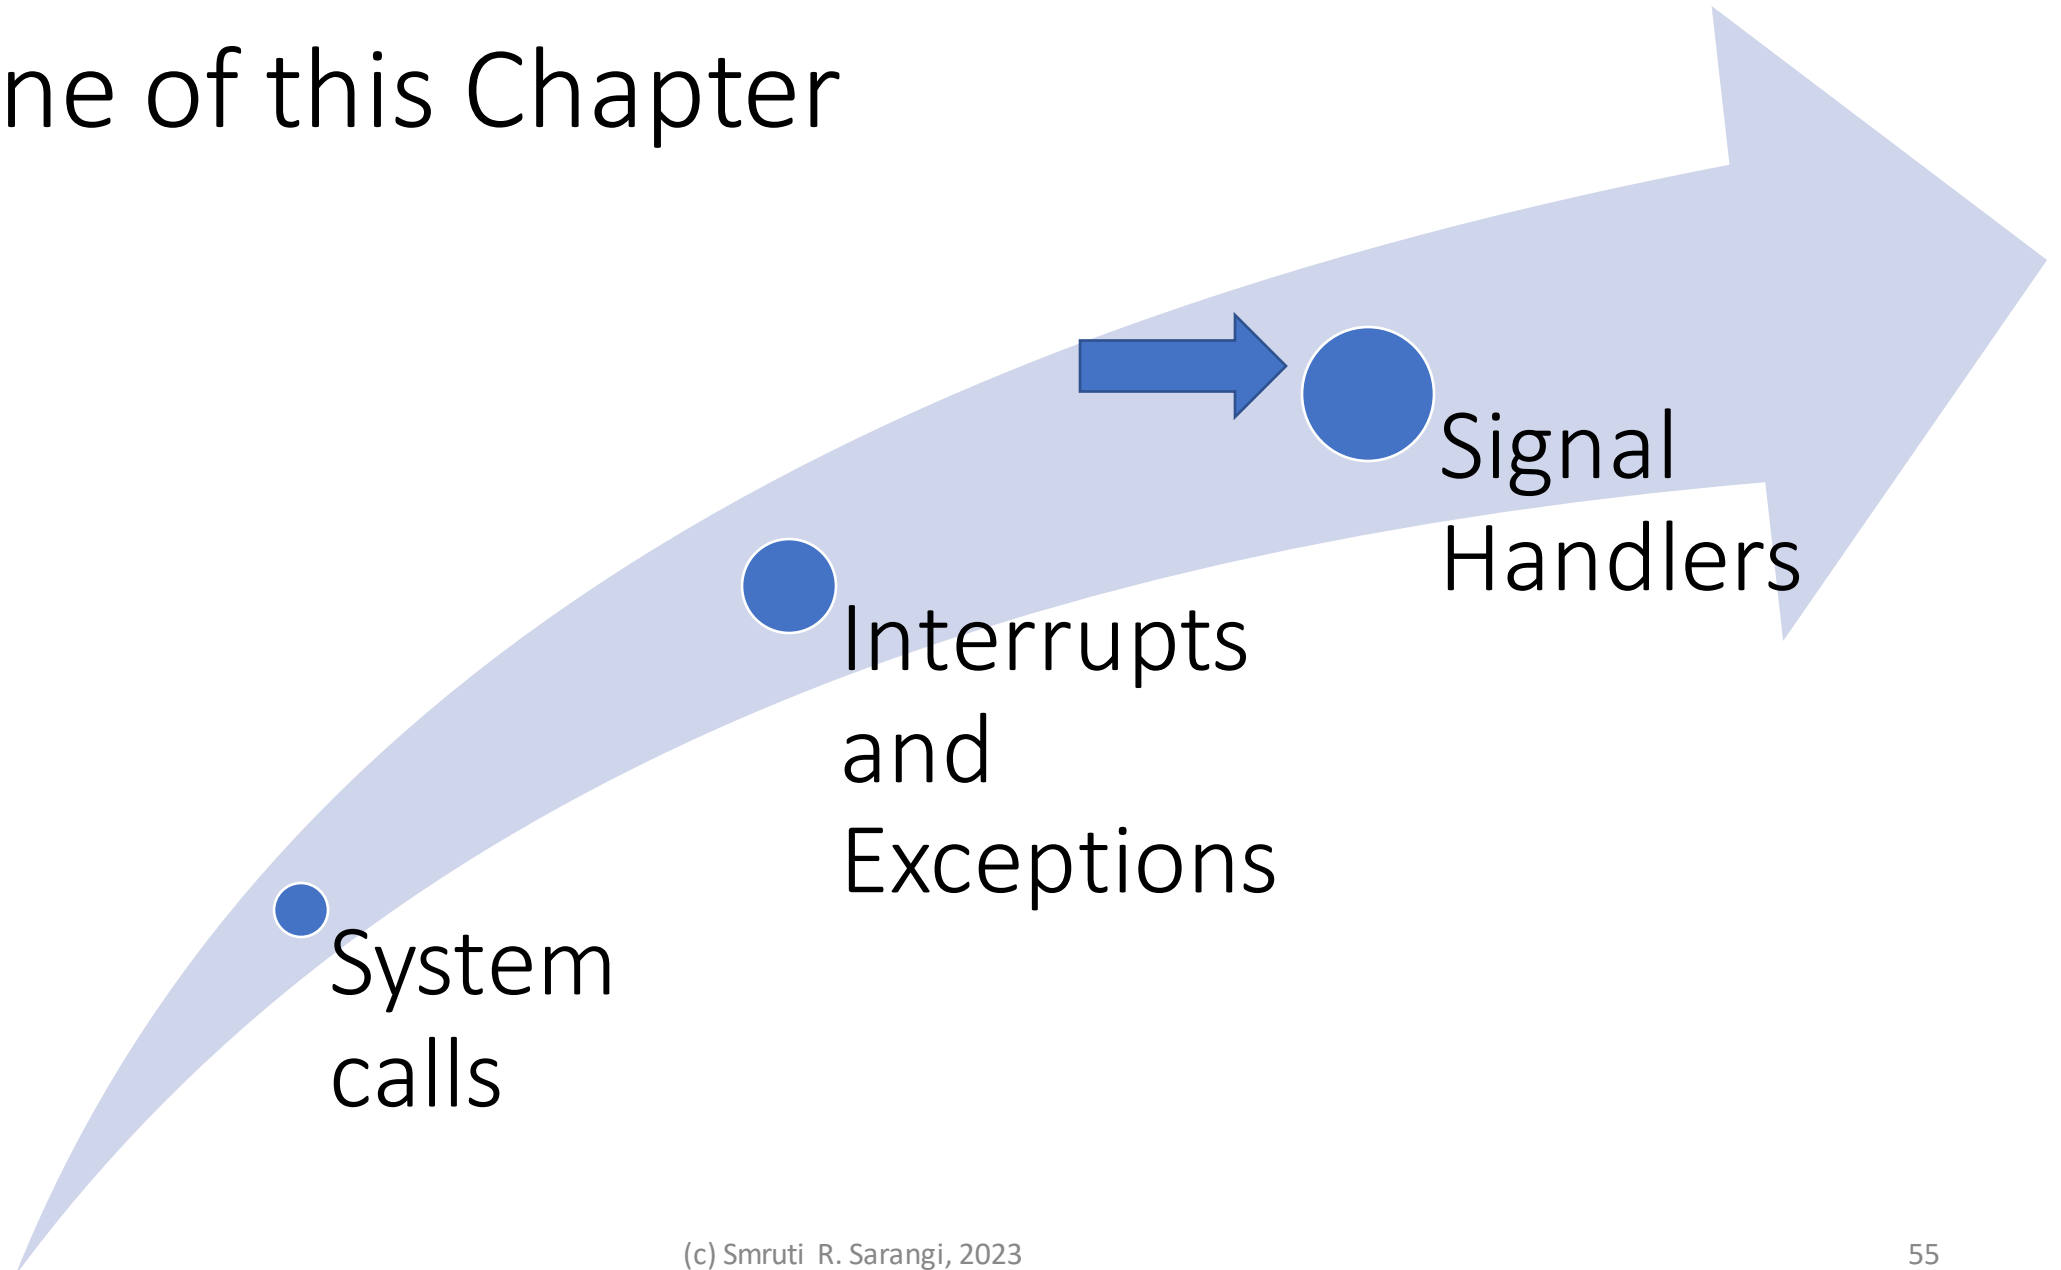 ne of this Chapter
Signal
Handlers
Interrupts
and
Exceptions
System
calls
(c) Smruti R. Sarangi, 2023
55